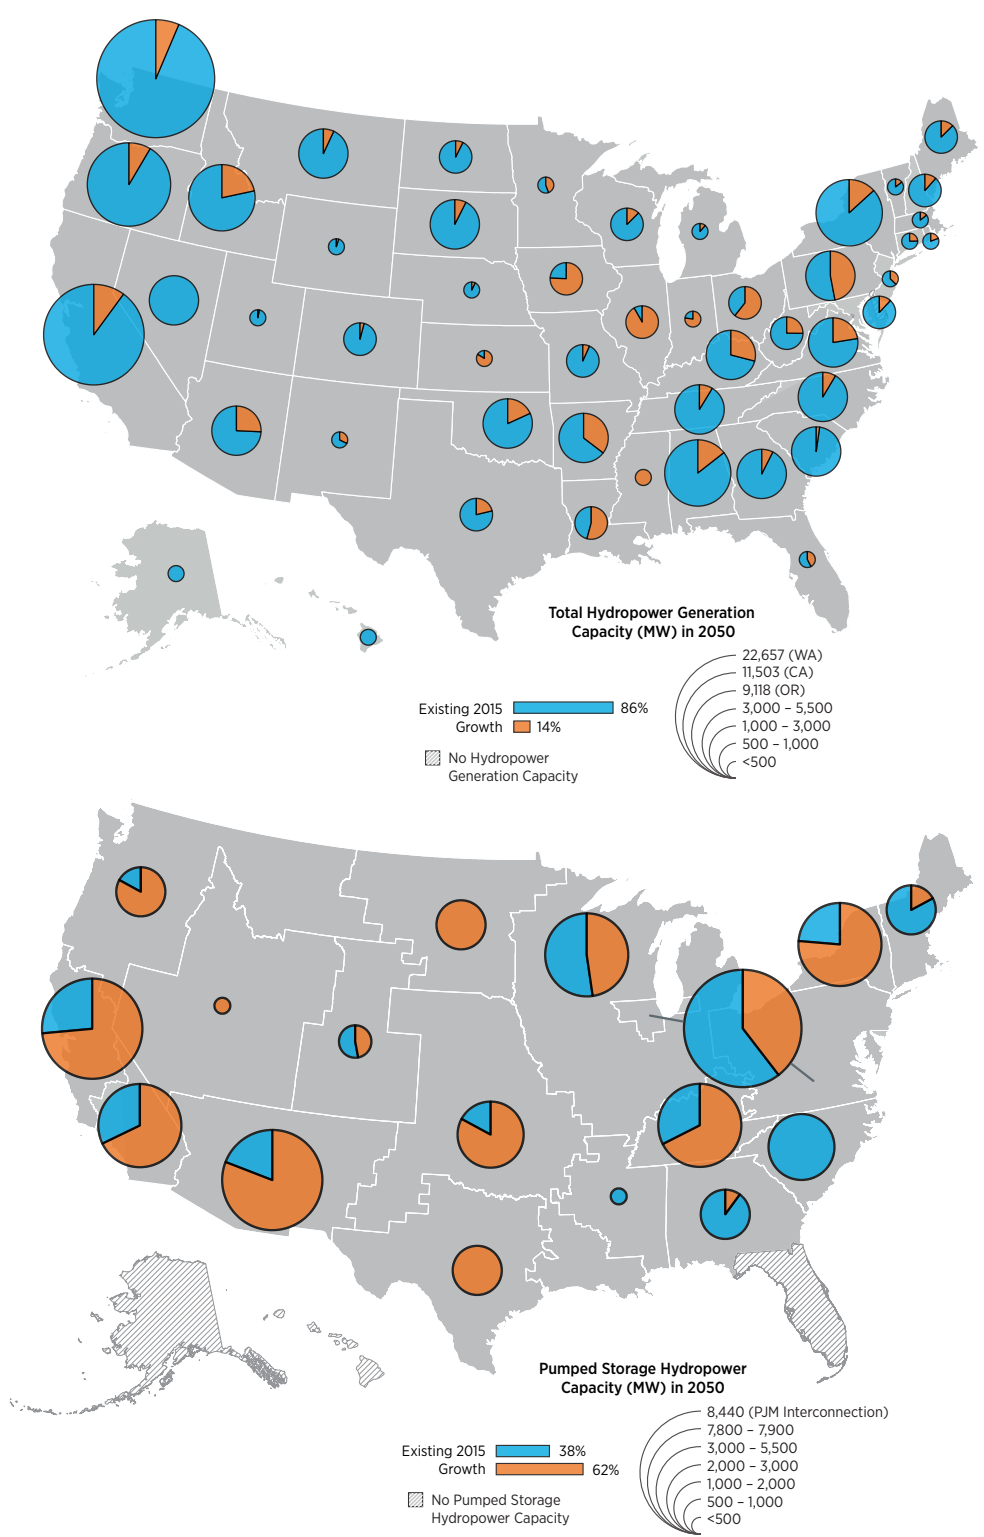 Total Hydropower Generation
Capacity (MW) in 2050
22,657 (WA)
11,503 (CA)
9,118 (OR)
3,000 – 5,500
1,000 – 3,000
500 – 1,000
<500
Existing 2015 86%
Growth 14%
No Hydropower
Generation Capacity
Pumped Storage Hydropower
Capacity (MW) in 2050
8,440 (PJM Interconnection)
7,800 – 7,900
3,000 – 5,500
2,000 – 3,000
1,000 – 2,000
500 – 1,000
<500
Existing 2015 38%
Growth 62%
No Pumped Storage
Hydropower Capacity